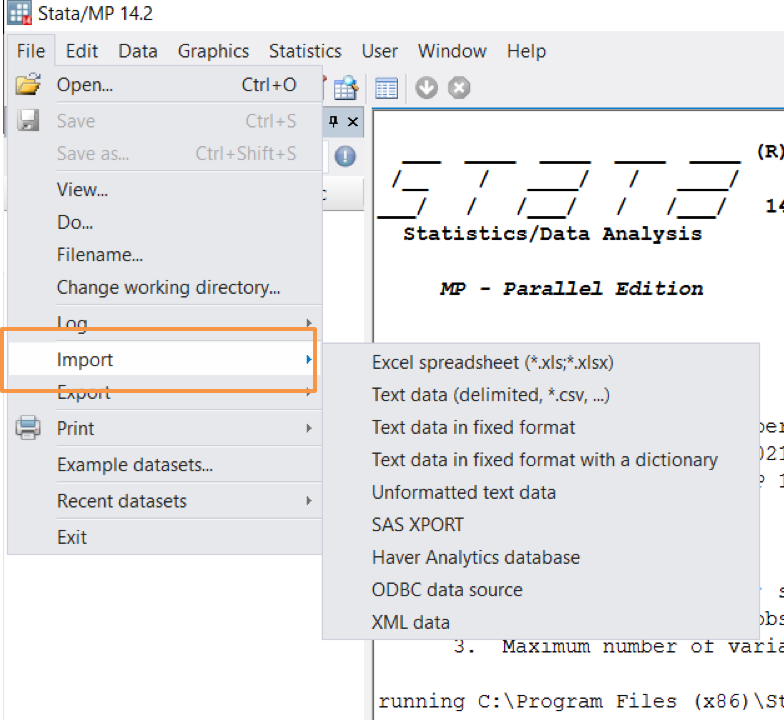 Stata/MP 14.2
File Edit Data Graphics Statistics User Window Help
Open... Ctrl+O
Save Ctrl+S
Save as... Ctrl+Shift+S
View...
Do...
Filename...
Change working directory...
Log
Import
Export
Print
Example datasets...
Recent datasets
Exit
Excel spreadsheet (*.xls;*.xlsx)
Text data (delimited, *.csv, ...)
Text data in fixed format
Text data in fixed format with a dictionary
Unformatted text data
SAS XPORT
Haver Analytics database
ODBC data source
XML data
(R)
STATA
14
Statistics/Data Analysis
MP - Parallel Edition
3. Maximum number of varia
running C:\Program Files (x86)\St